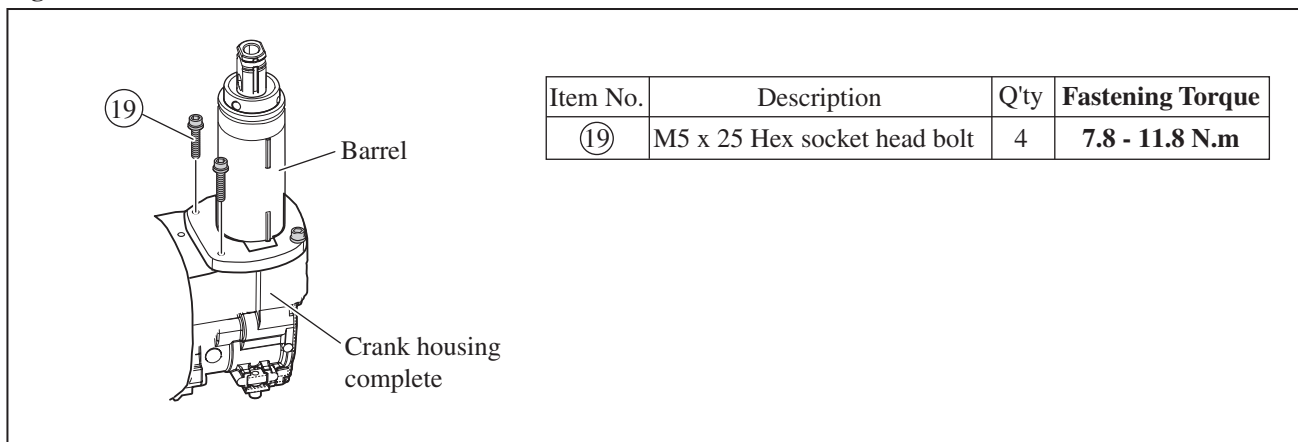 19
Barrel
Crank housing
complete
Item No. Description Q'ty Fastening Torque
19 M5 x 25 Hex socket head bolt 4 7.8 - 11.8 N.m